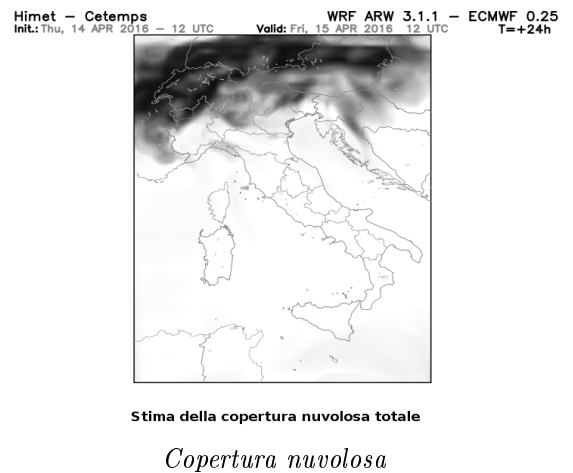 Himet – Cetemps WRF ARW 3.1.1 – ECMWF 0.25
Init.: Thu, 14 APR 2016 – 12 UTC Valid: Fri, 15 APR 2016 12 UTC T=+24h
Stima della copertura nuvolosa totale
Copertura nuvolosa